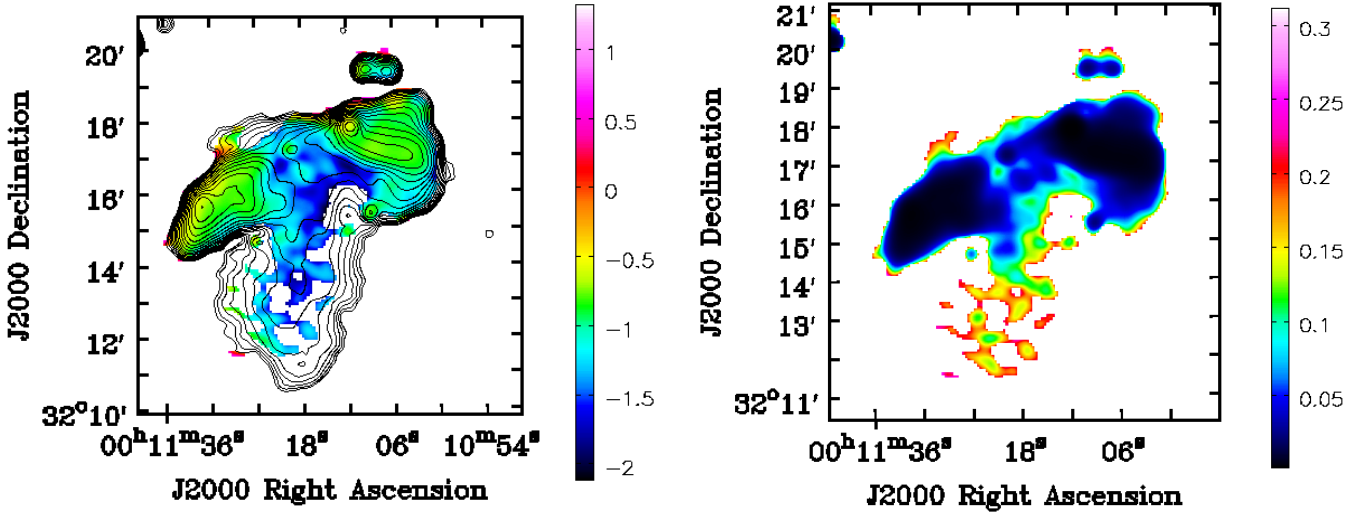 20'
18'
16'
14'
12'
32°10'
00ʰ11ᵐ36ˢ
18ˢ
06ˢ
10ᵐ54ˢ
J2000 Right Ascension
J2000 Declination
1
0.5
0
−0.5
−1
−1.5
−2
21'
20'
19'
18'
17'
16'
15'
14'
13'
32°11'
00ʰ11ᵐ36ˢ
18ˢ
06ˢ
J2000 Right Ascension
J2000 Declination
0.3
0.25
0.2
0.15
0.1
0.05